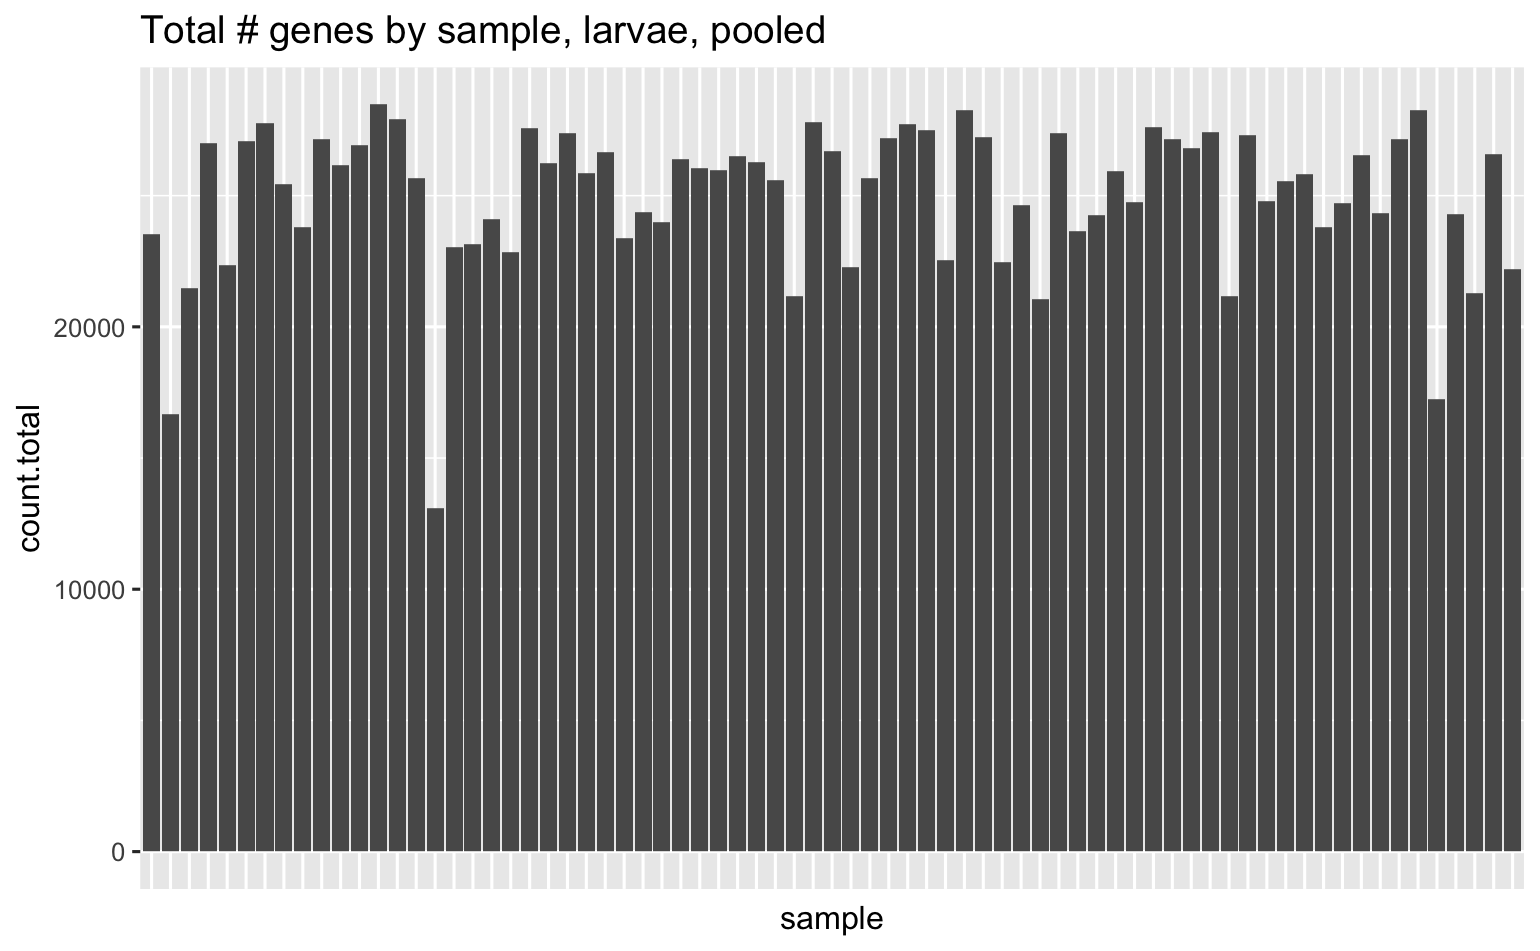 Total # genes by sample, larvae, pooled
count.total
20000
10000
0
sample